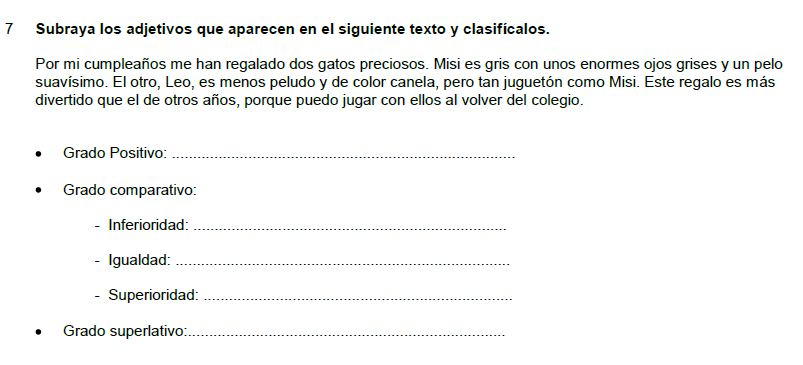 7 Subraya los adjetivos que aparecen en el siguiente texto y clasifícalos.
Por mi cumpleaños me han regalado dos gatos preciosos. Misi es gris con unos enormes ojos grises y un pelo
suavísimo. El otro, Leo, es menos peludo y de color canela, pero tan juguetón como Misi. Este regalo es más
divertido que el de otros años, porque puedo jugar con ellos al volver del colegio.
• Grado Positivo: ................................................................................
• Grado comparativo:
- Inferioridad: .........................................................................
- Igualdad: ..............................................................................
- Superioridad: ........................................................................
• Grado superlativo:..........................................................................